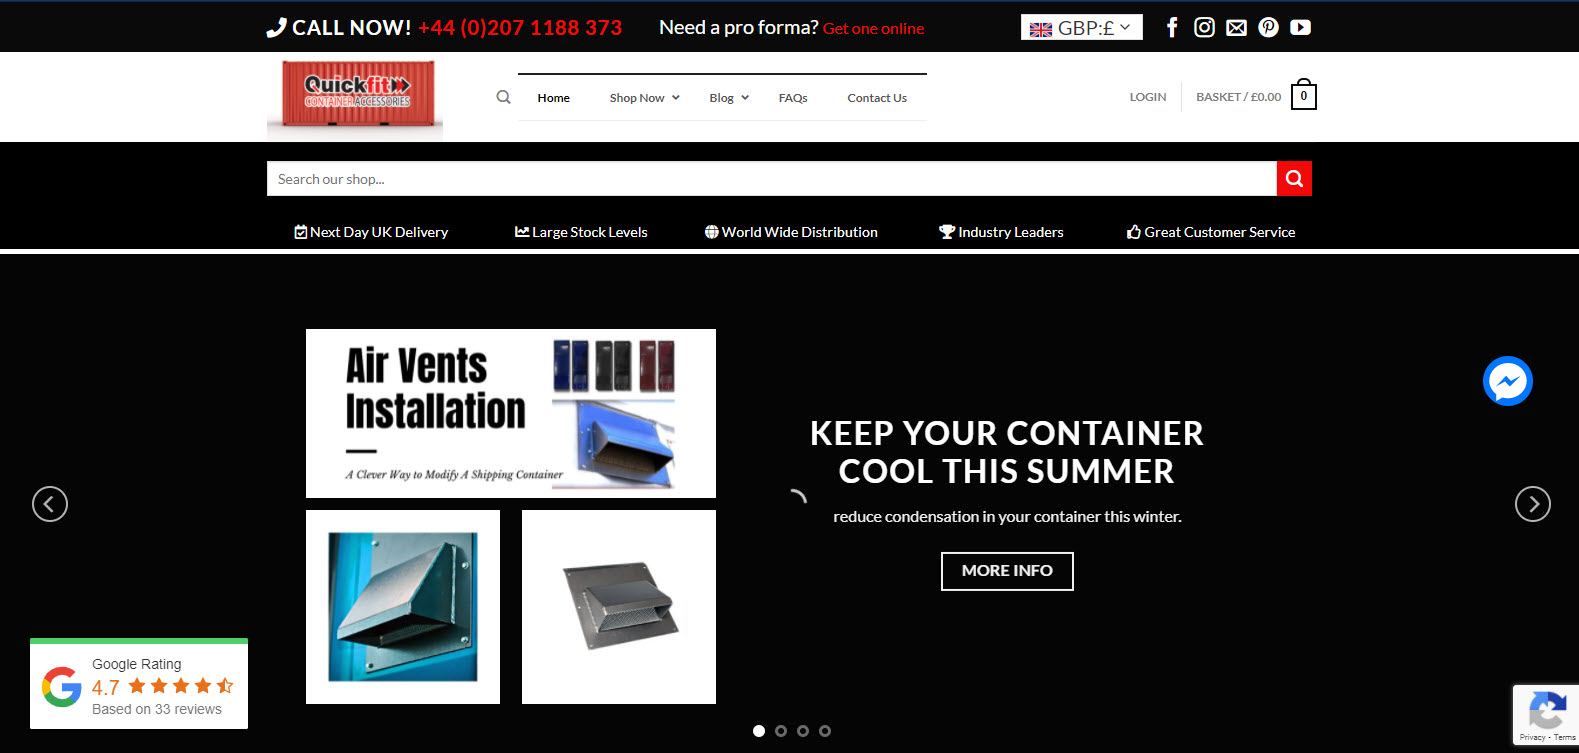 CALL NOW! +44 (0)207 1188 373
Need a pro forma? Get one online
GBP:£
Quickfit
CONTAINER ACCESSORIES
Home
Shop Now
Blog
FAQs
Contact Us
LOGIN
BASKET / £0.00
0
Search our shop...
Next Day UK Delivery
Large Stock Levels
World Wide Distribution
Industry Leaders
Great Customer Service
Air Vents
Installation
A Clever Way to Modify A Shipping Container
KEEP YOUR CONTAINER
COOL THIS SUMMER
reduce condensation in your container this winter.
MORE INFO
Google Rating
4.7
Based on 33 reviews
Privacy - Terms